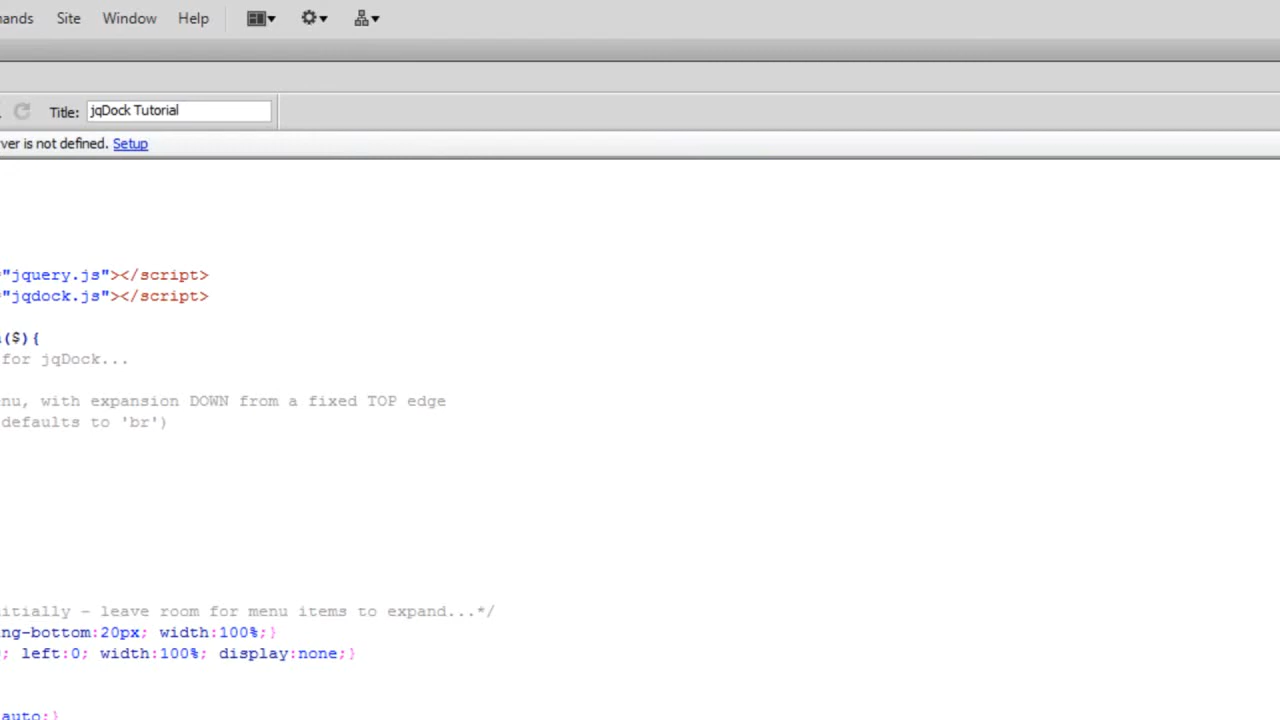 Site Window Help
Title: jqDock Tutorial
ver is not defined. Setup
="jquery.js"></script>
="jqdock.js"></script>
($){
for jqDock...
nu, with expansion DOWN from a fixed TOP edge
defaults to 'br')
nitially - leave room for menu items to expand...*/
ng-bottom:20px; width:100%;}
; left:0; width:100%; display:none;}
auto;}